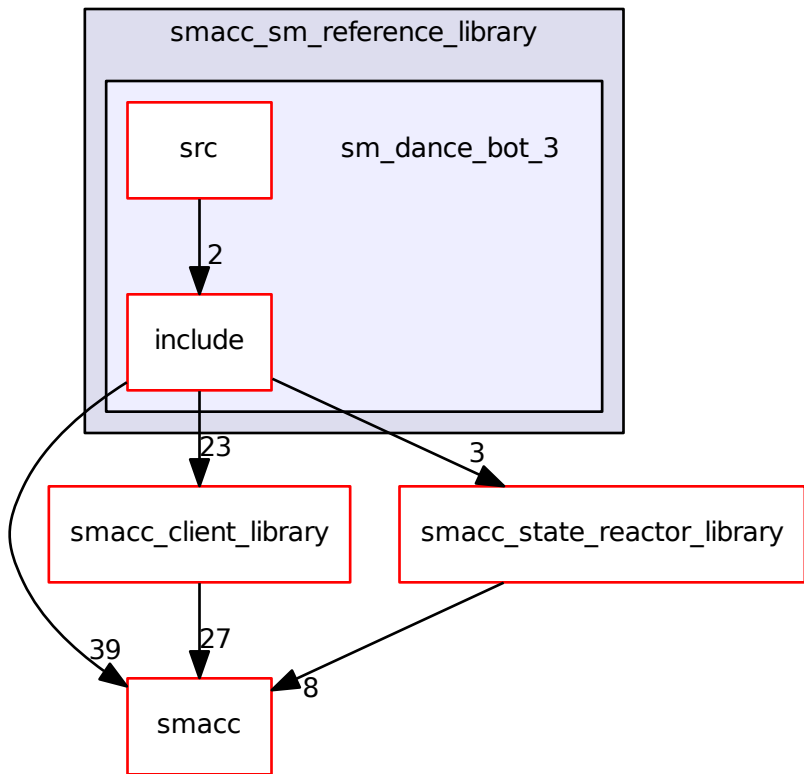 smacc_sm_reference_library
src
sm_dance_bot_3
2
include
23
3
smacc_client_library
smacc_state_reactor_library
39
27
8
smacc